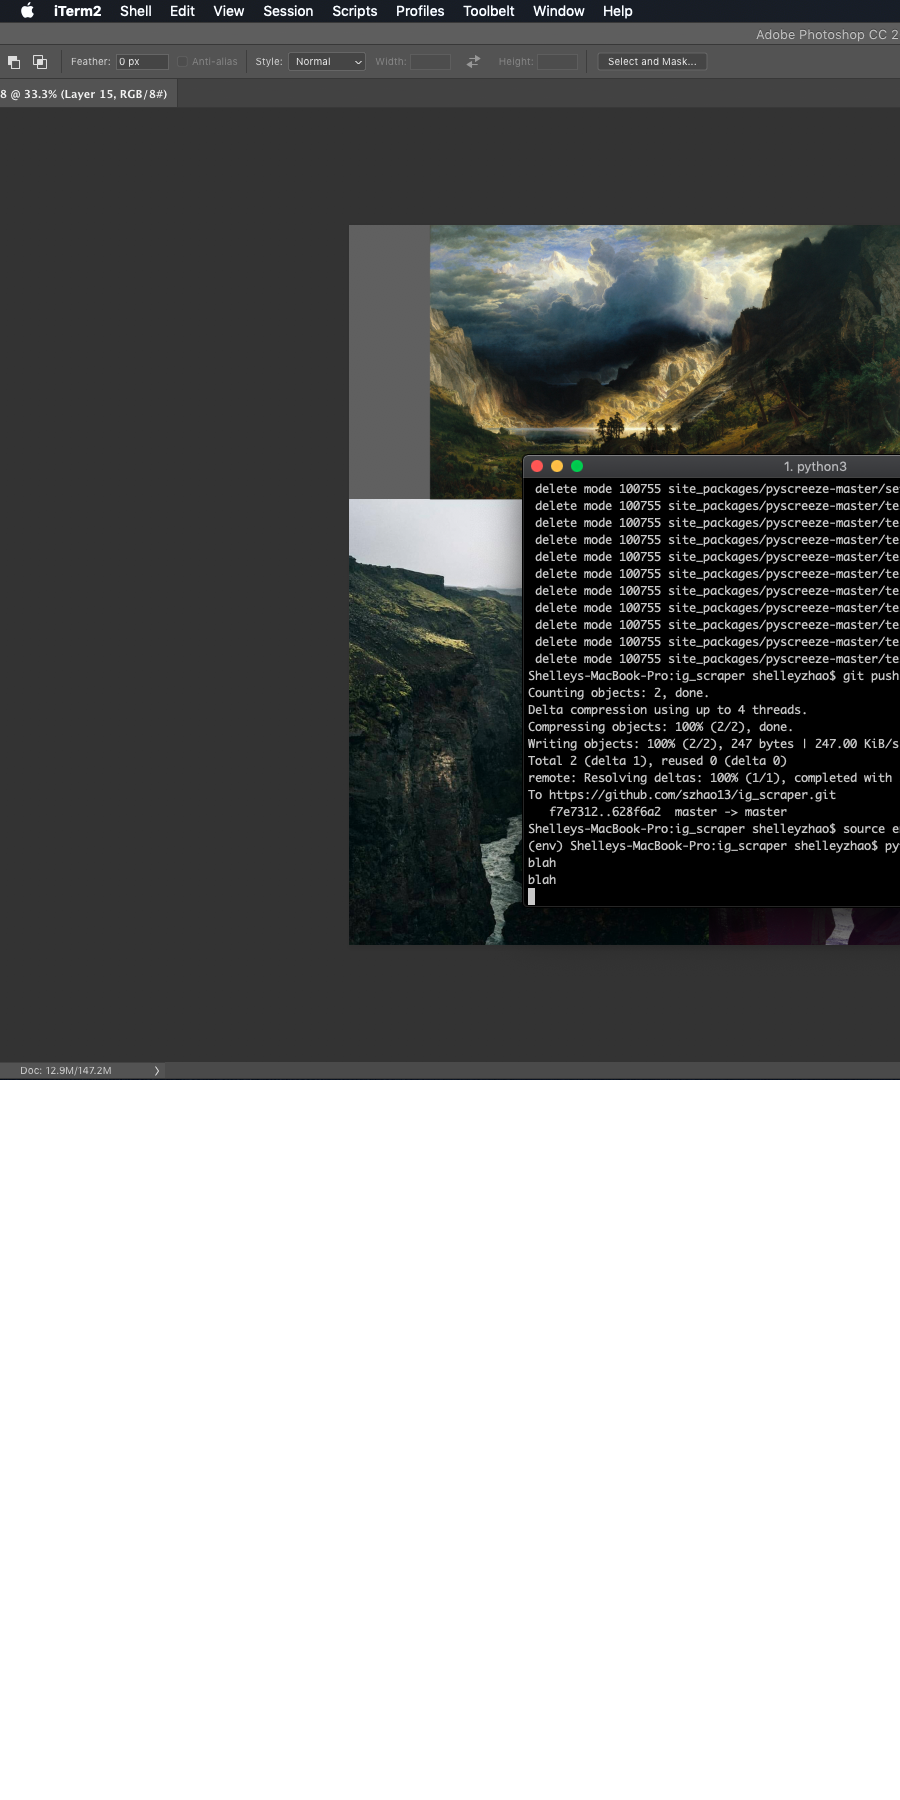 iTerm2 Shell Edit View Session Scripts Profiles Toolbelt Window Help
Adobe Photoshop CC 2
Feather: 0 px Anti-alias Style: Normal Width: Height: Select and Mask...
8 @ 33.3% (Layer 15, RGB/8#)
1. python3
delete mode 100755 site_packages/pyscreeze-master/se
delete mode 100755 site_packages/pyscreeze-master/te
delete mode 100755 site_packages/pyscreeze-master/te
delete mode 100755 site_packages/pyscreeze-master/te
delete mode 100755 site_packages/pyscreeze-master/te
delete mode 100755 site_packages/pyscreeze-master/te
delete mode 100755 site_packages/pyscreeze-master/te
delete mode 100755 site_packages/pyscreeze-master/te
delete mode 100755 site_packages/pyscreeze-master/te
delete mode 100755 site_packages/pyscreeze-master/te
delete mode 100755 site_packages/pyscreeze-master/te
Shelleys-MacBook-Pro:ig_scraper shelleyzhao$ git push
Counting objects: 2, done.
Delta compression using up to 4 threads.
Compressing objects: 100% (2/2), done.
Writing objects: 100% (2/2), 247 bytes | 247.00 KiB/s
Total 2 (delta 1), reused 0 (delta 0)
remote: Resolving deltas: 100% (1/1), completed with
To https://github.com/szhao13/ig_scraper.git
f7e7312..628f6a2 master -> master
Shelleys-MacBook-Pro:ig_scraper shelleyzhao$ source e
(env) Shelleys-MacBook-Pro:ig_scraper shelleyzhao$ py
blah
blah
Doc: 12.9M/147.2M